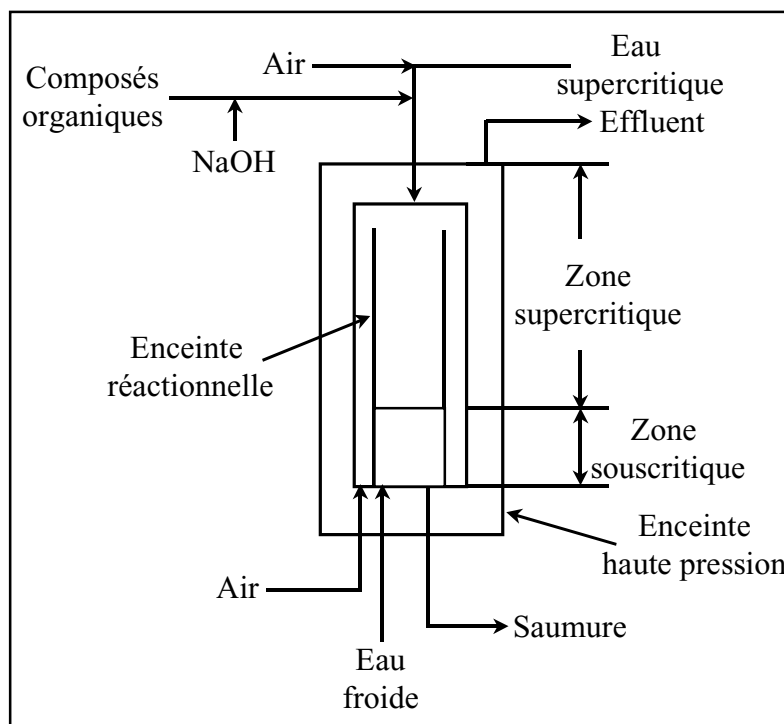 Air
Eau
supercritique
Composés
organiques
Effluent
NaOH
Zone
supercritique
Enceinte
réactionnelle
Zone
souscritique
Enceinte
haute pression
Air
Saumure
Eau
froide